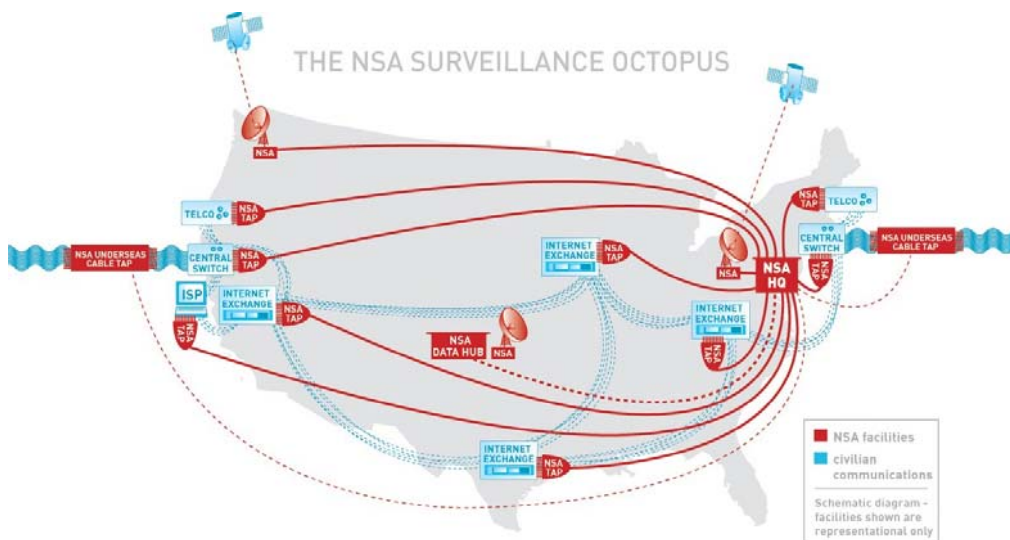 THE NSA SURVEILLANCE OCTOPUS
NSA
TELCO
NSA
TAP
NSA
TAP
TELCO
NSA UNDERSEAS
CABLE TAP
CENTRAL
SWITCH
NSA
TAP
INTERNET
EXCHANGE
NSA
TAP
NSA
NSA
HQ
CENTRAL
SWITCH
NSA
TAP
NSA UNDERSEAS
CABLE TAP
ISP
NSA
TAP
INTERNET
EXCHANGE
NSA
TAP
NSA
DATA HUB
NSA
INTERNET
EXCHANGE
NSA
TAP
INTERNET
EXCHANGE
NSA
TAP
NSA facilities
civilian
communications
Schematic diagram -
facilities shown are
representational only